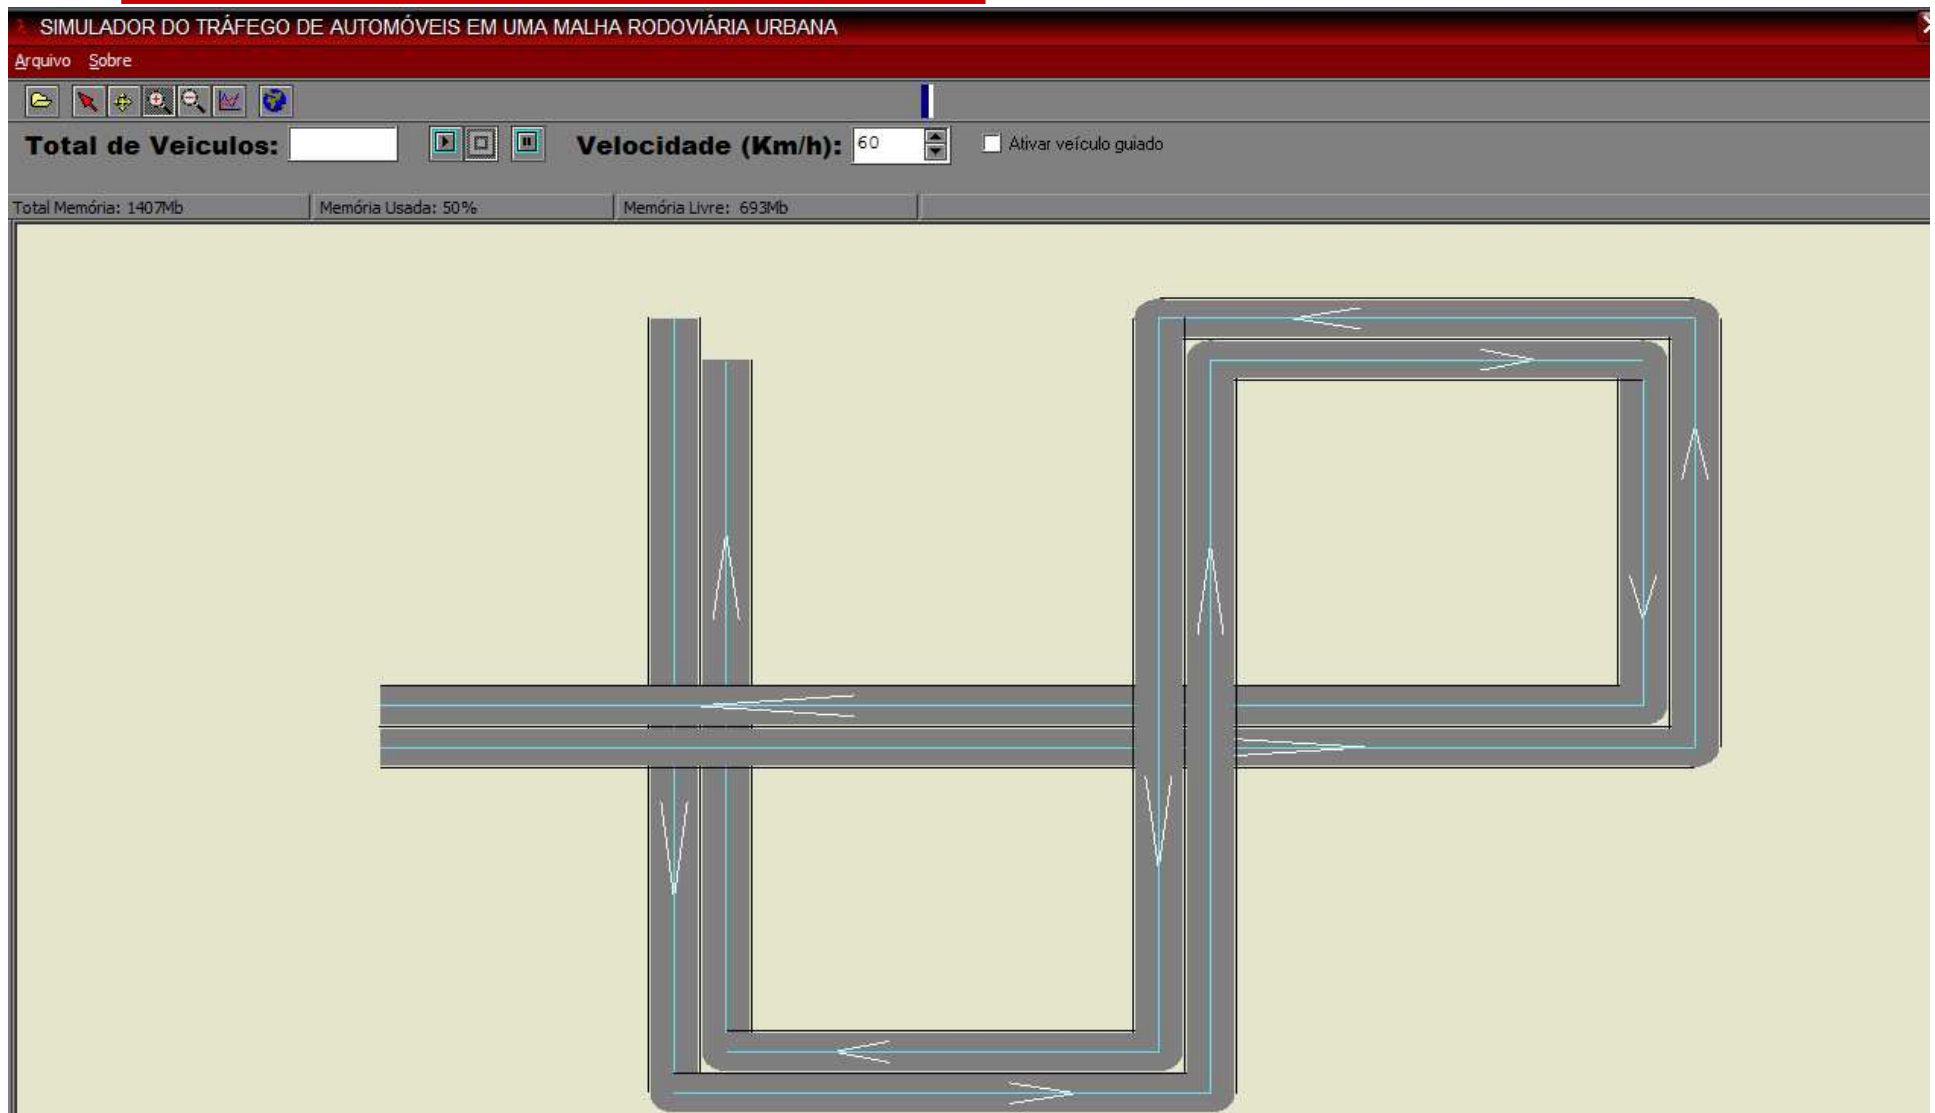 SIMULADOR DO TRÁFEGO DE AUTOMÓVEIS EM UMA MALHA RODOVIÁRIA URBANA
Arquivo Sobre
Total de Veiculos: Velocidade (Km/h): 60 Ativar veículo guiado
Total Memória: 1407Mb Memória Usada: 50% Memória Livre: 693Mb